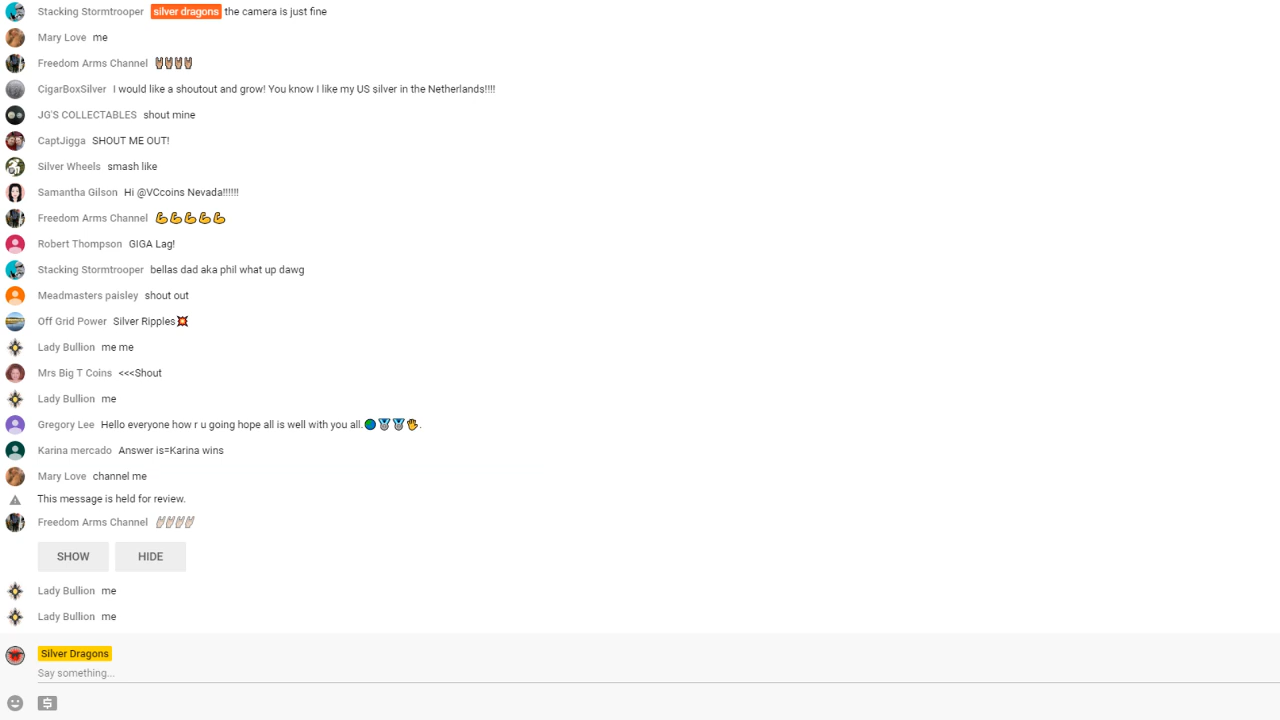 Stacking Stormtrooper silver dragons the camera is just fine
Mary Love me
Freedom Arms Channel 🤘🤘🤘🤘
CigarBoxSilver I would like a shoutout and grow! You know I like my US silver in the Netherlands!!!!
JG'S COLLECTABLES shout mine
CaptJigga SHOUT ME OUT!
Silver Wheels smash like
Samantha Gilson Hi @VCcoins Nevada!!!!!!
Freedom Arms Channel 💪💪💪💪💪
Robert Thompson GIGA Lag!
Stacking Stormtrooper bellas dad aka phil what up dawg
Meadmasters paisley shout out
Off Grid Power Silver Ripples💥
Lady Bullion me me
Mrs Big T Coins <<<Shout
Lady Bullion me
Gregory Lee Hello everyone how r u going hope all is well with you all.🌏🥈🥈🖐.
Karina mercado Answer is=Karina wins
Mary Love channel me
This message is held for review.
Freedom Arms Channel 🤘🤘🤘🤘
SHOW HIDE
Lady Bullion me
Lady Bullion me
Silver Dragons
Say something...